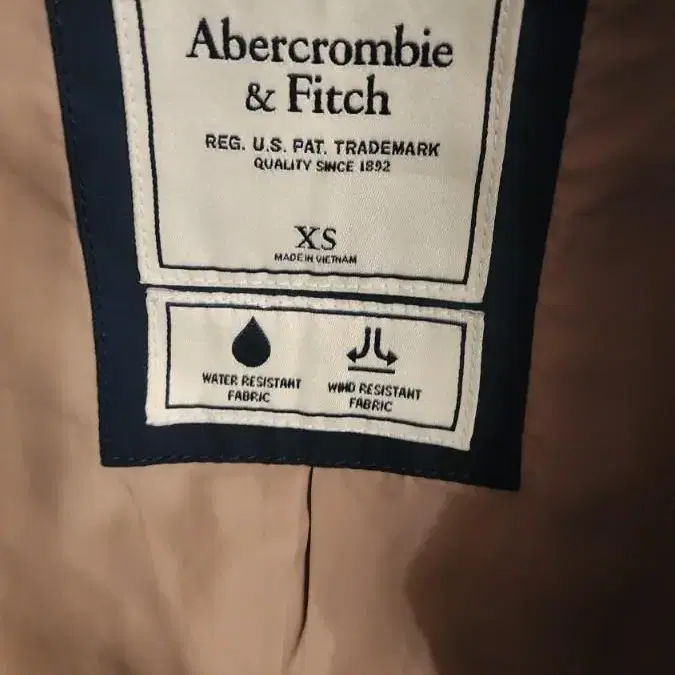 Abercrombie
& Fitch
REG. U.S. PAT. TRADEMARK
QUALITY SINCE 1892
XS
MADE IN VIETNAM
WATER RESISTANT
FABRIC
WIND RESISTANT
FABRIC